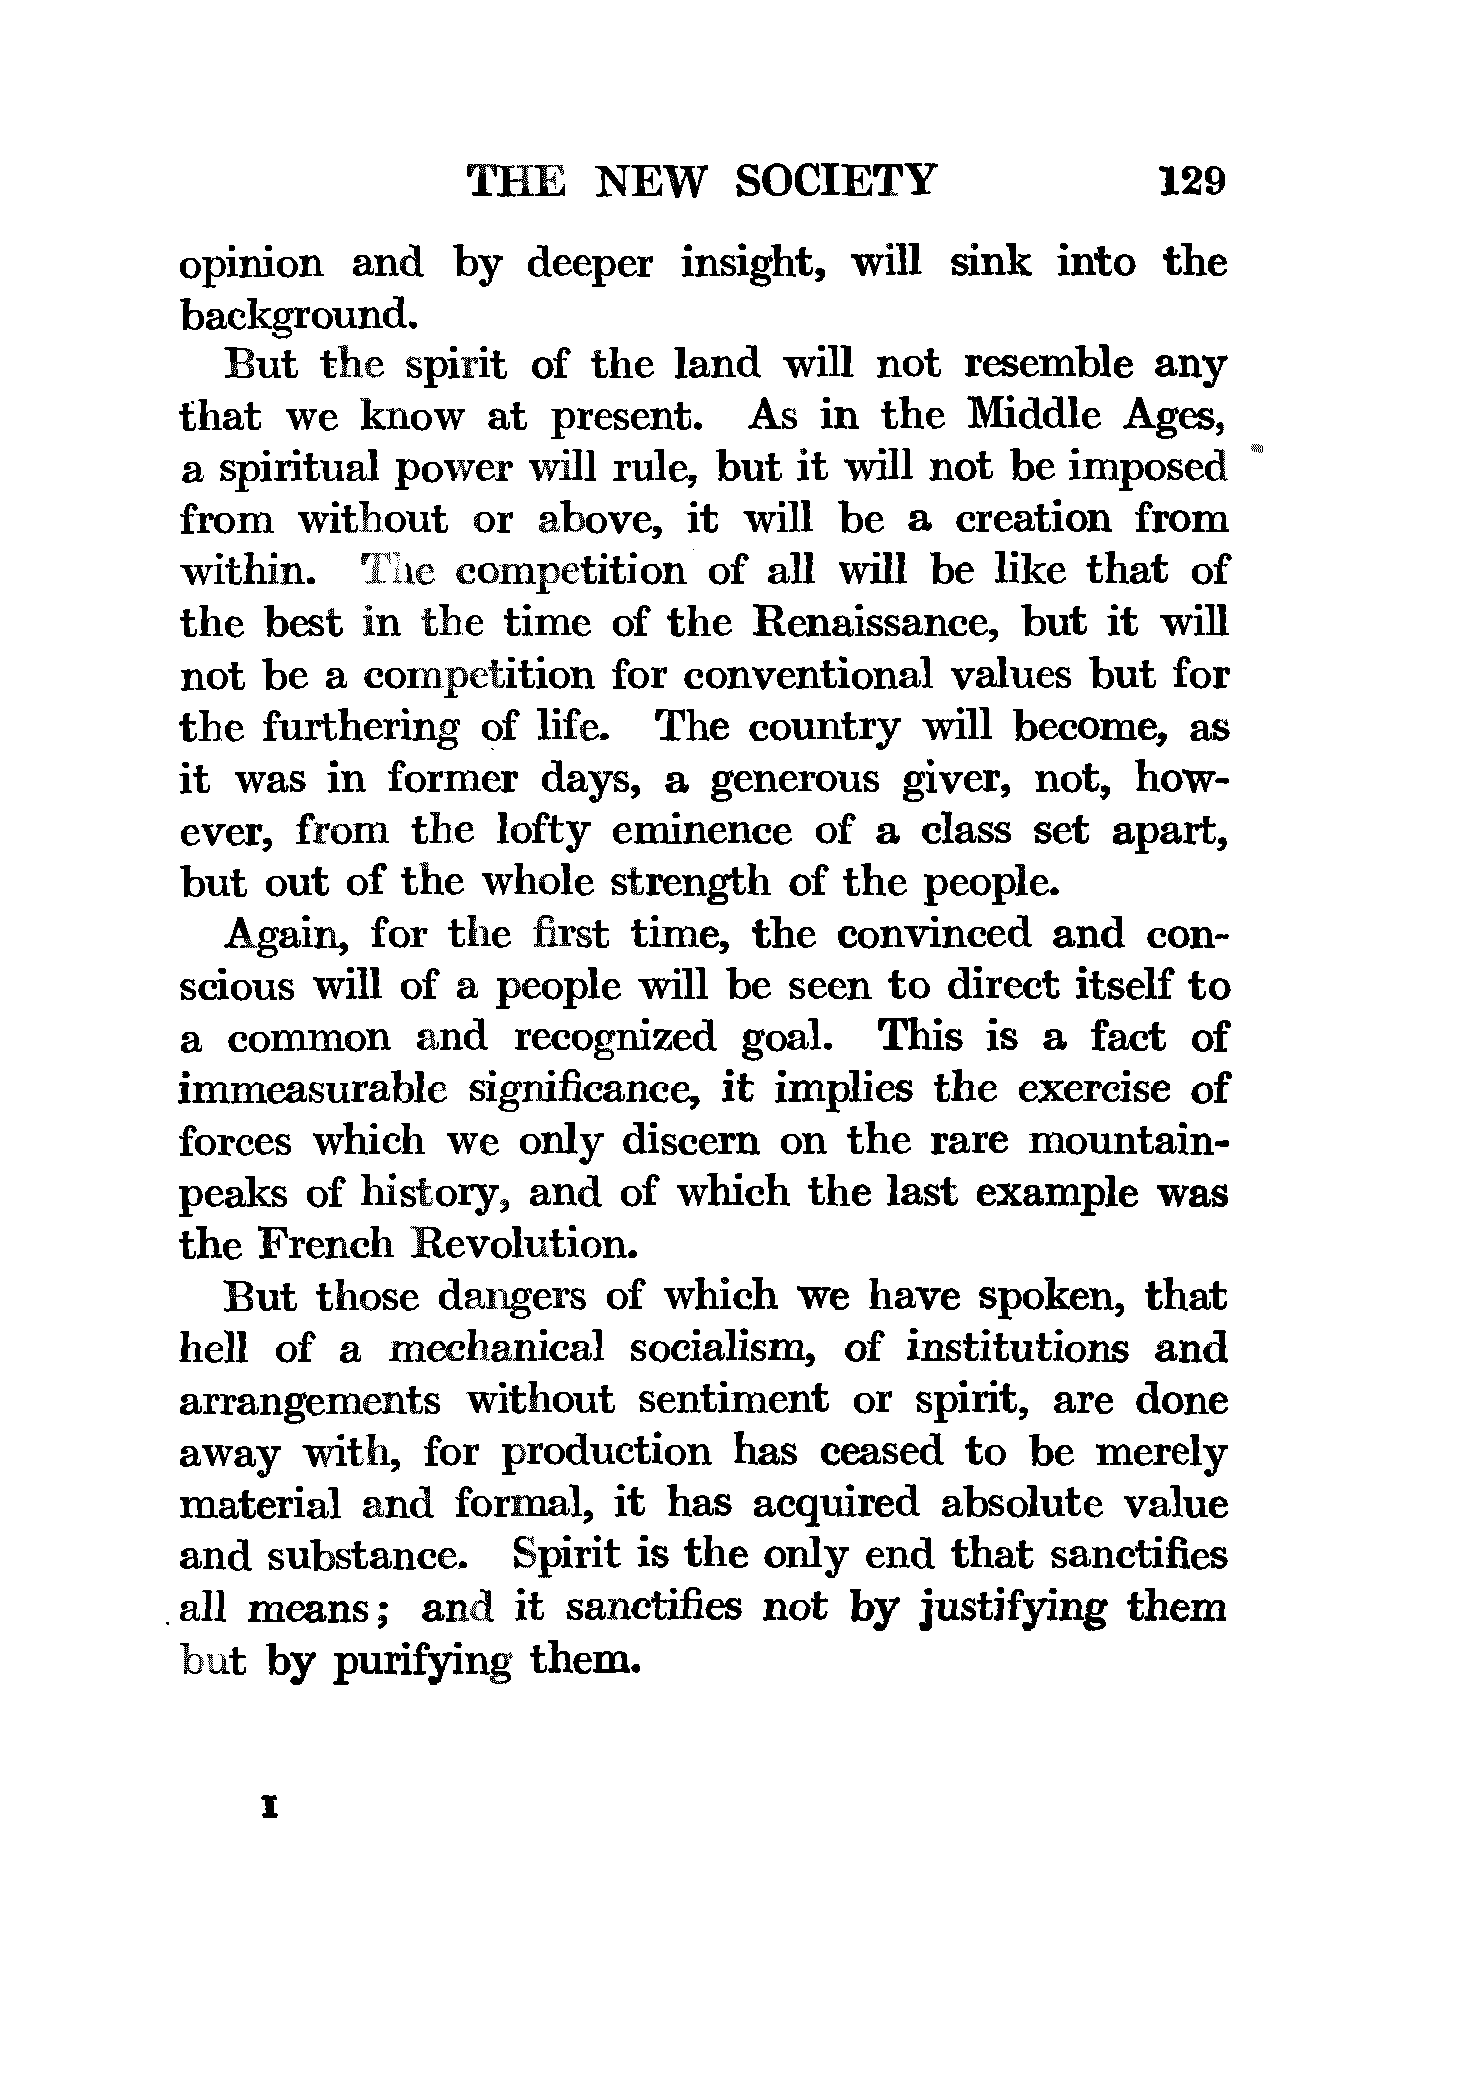 THE NEW SOCIETY 129
opinion and by deeper insight, will sink into the
background.
But the spirit of the land will not resemble any
that we know at present. As in the Middle Ages,
a spiritual power will rule, but it will not be imposed
from without or above, it will be a creation from
within. The competition of all will be like that of
the best in the time of the Renaissance, but it will
not be a competition for conventional values but for
the furthering of life. The country will become, as
it was in former days, a generous giver, not, how-
ever, from the lofty eminence of a class set apart,
but out of the whole strength of the people.
Again, for the first time, the convinced and con-
scious will of a people will be seen to direct itself to
a common and recognized goal. This is a fact of
immeasurable significance, it implies the exercise of
forces which we only discern on the rare mountain-
peaks of history, and of which the last example was
the French Revolution.
But those dangers of which we have spoken, that
hell of a mechanical socialism, of institutions and
arrangements without sentiment or spirit, are done
away with, for production has ceased to be merely
material and formal, it has acquired absolute value
and substance. Spirit is the only end that sanctifies
all means; and it sanctifies not by justifying them
but by purifying them.
I